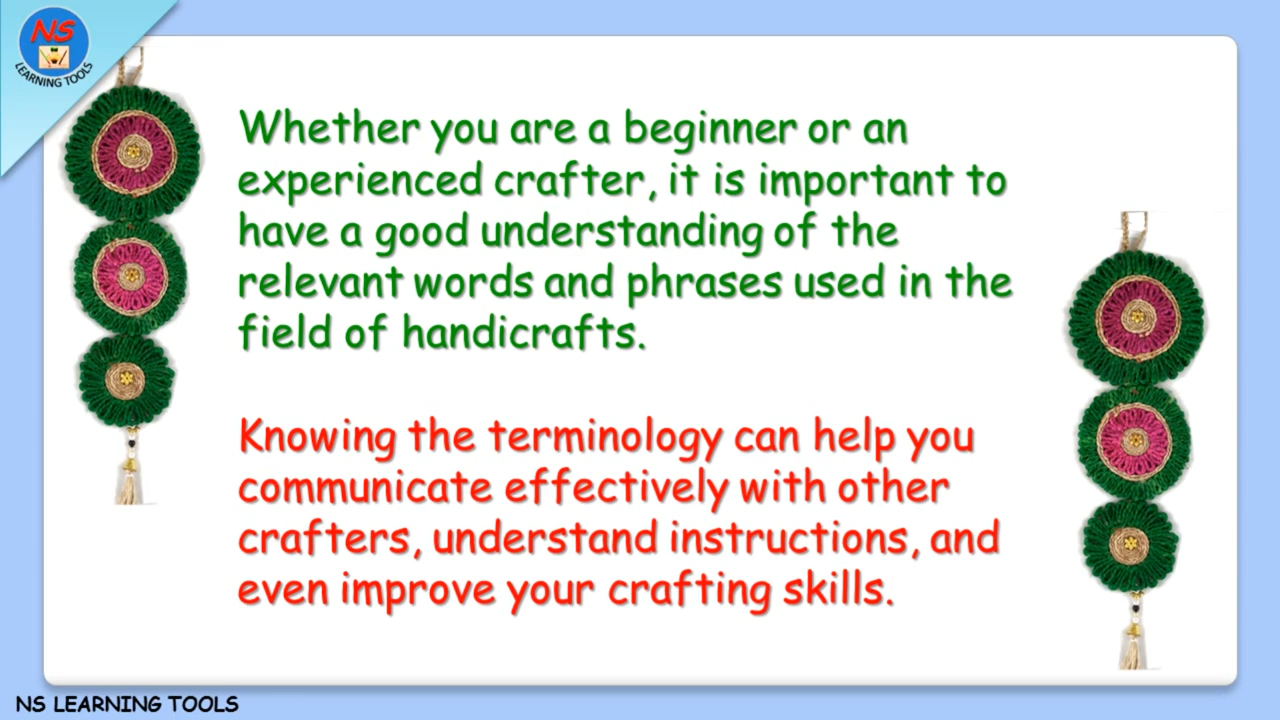 NS
LEARNING TOOLS
Whether you are a beginner or an
experienced crafter, it is important to
have a good understanding of the
relevant words and phrases used in the
field of handicrafts.
Knowing the terminology can help you
communicate effectively with other
crafters, understand instructions, and
even improve your crafting skills.
NS LEARNING TOOLS